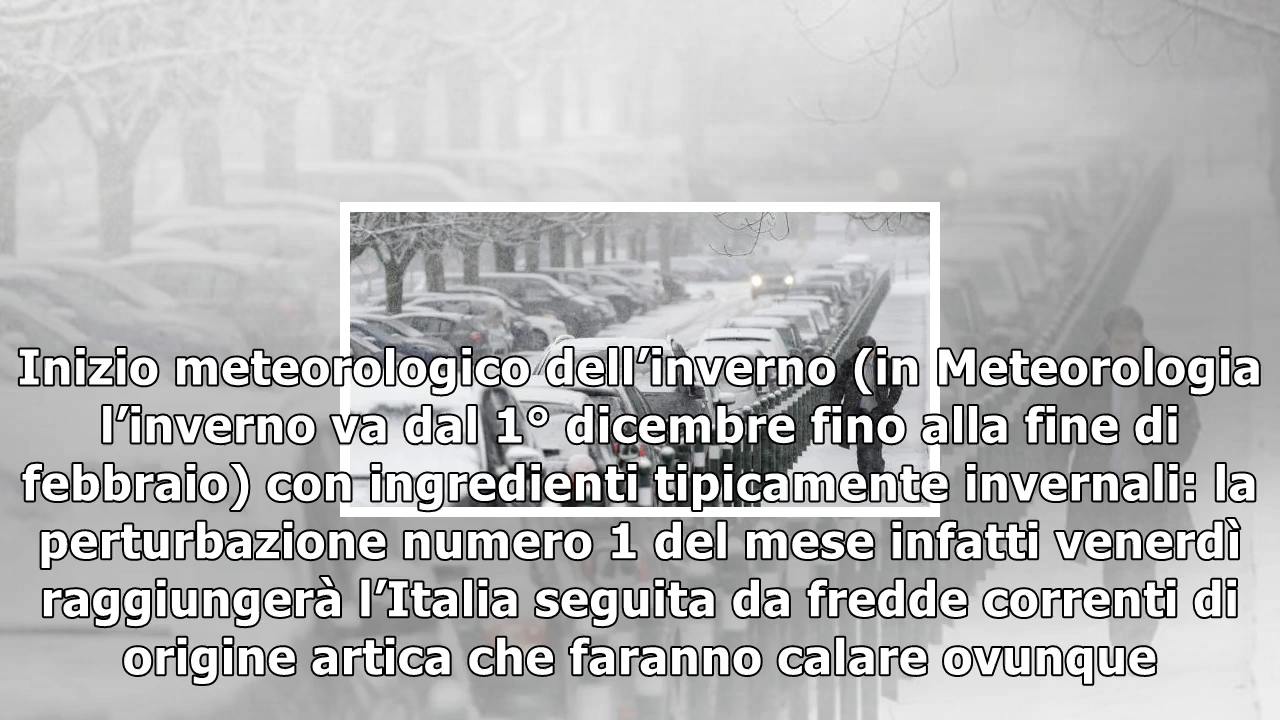 Inizio meteorologico dell’inverno (in Meteorologia
l’inverno va dal 1° dicembre fino alla fine di
febbraio) con ingredienti tipicamente invernali: la
perturbazione numero 1 del mese infatti venerdì
raggiungerà l’Italia seguita da fredde correnti di
origine artica che faranno calare ovunque